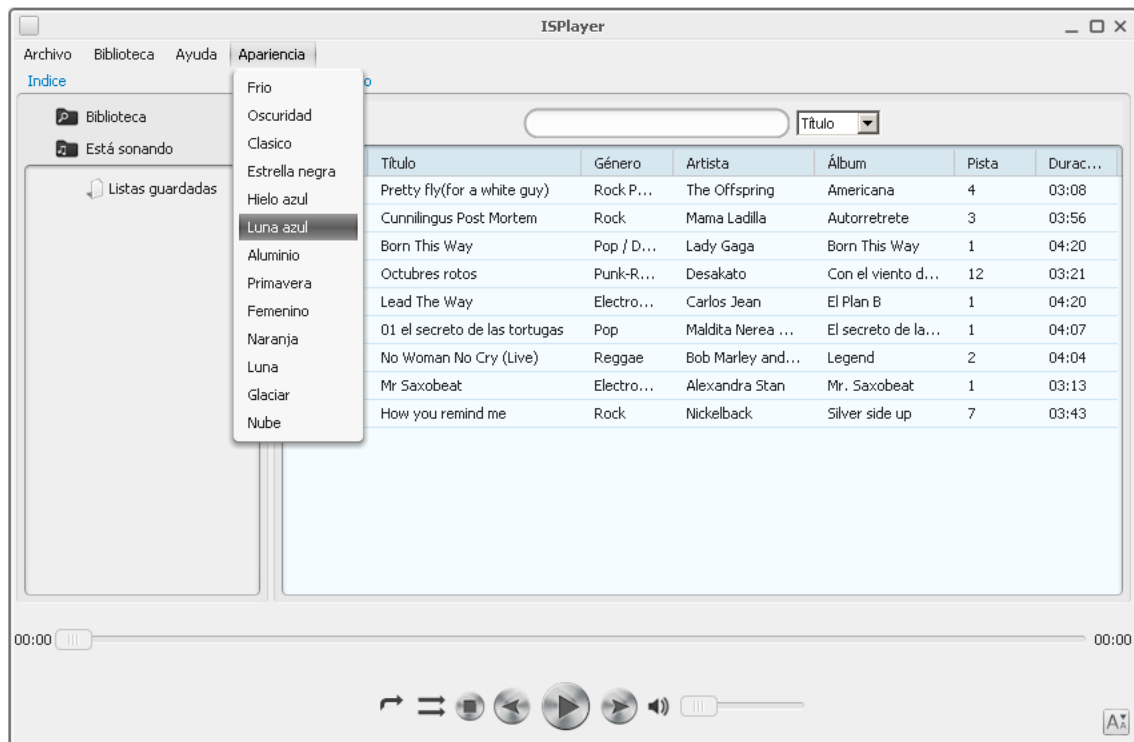 ISPlayer
Archivo Biblioteca Ayuda Apariencia
Indice
Biblioteca
Está sonando
Listas guardadas
Frio
Oscuridad
Clasico
Estrella negra
Hielo azul
Luna azul
Aluminio
Primavera
Femenino
Naranja
Luna
Glaciar
Nube
Título
Título Género Artista Álbum Pista Durac...
Pretty fly(for a white guy) Rock P... The Offspring Americana 4 03:08
Cunnilingus Post Mortem Rock Mama Ladilla Autorretrete 3 03:56
Born This Way Pop / D... Lady Gaga Born This Way 1 04:20
Octubres rotos Punk-R... Desakato Con el viento d... 12 03:21
Lead The Way Electro... Carlos Jean El Plan B 1 04:20
01 el secreto de las tortugas Pop Maldita Nerea ... El secreto de la... 1 04:07
No Woman No Cry (Live) Reggae Bob Marley and... Legend 2 04:04
Mr Saxobeat Electro... Alexandra Stan Mr. Saxobeat 1 03:13
How you remind me Rock Nickelback Silver side up 7 03:43
00:00 00:00